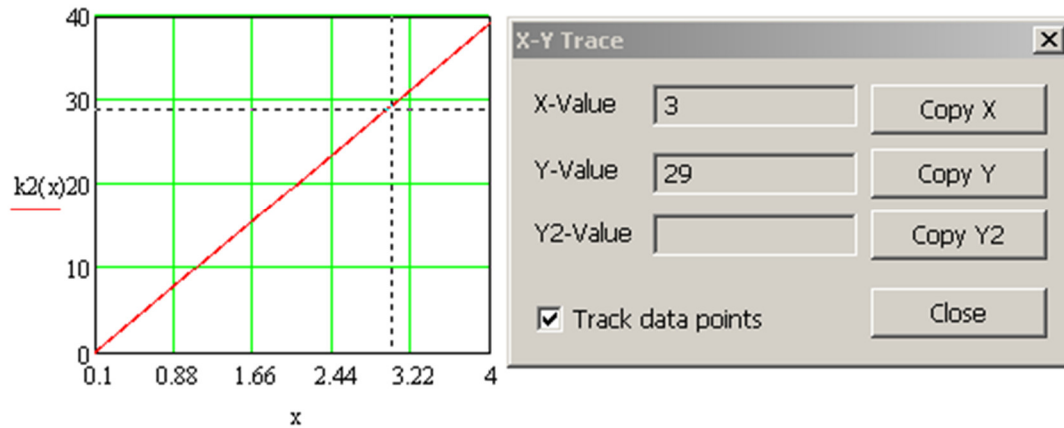 40
30
k2(x)20
10
0
0.1 0.88 1.66 2.44 3.22 4
x
X-Y Trace
X-Value 3 Copy X
Y-Value 29 Copy Y
Y2-Value Copy Y2
Track data points Close